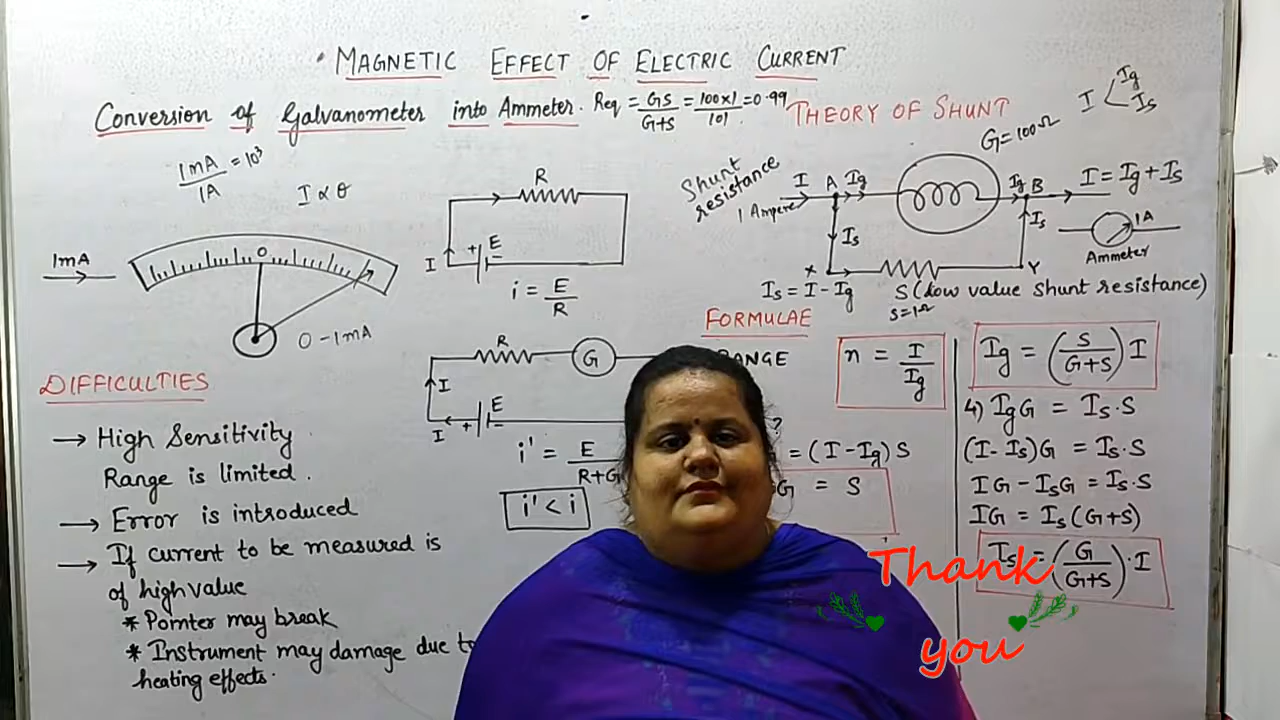 MAGNETIC EFFECT OF ELECTRIC CURRENT
Conversion of Galvanometer into Ammeter. Req = GS/G+S = 100×1/101 = 0.99
THEORY OF SHUNT
I < Ig Is
1mA/1A = 10³
I ∝ θ
1mA
0
0-1mA
R
I
+ E -
i = E/R
R
G
I
I
+ E -
i' = E/R+G
i' < i
Shunt resistance
G = 100Ω
I A Ig
1 Ampere
Ig B
I = Ig + Is
Is
Is
1A
Ammeter
X
Y
Is = I - Ig
S (Low value shunt resistance)
S=1Ω
DIFFICULTIES
→ High Sensitivity
Range is limited.
→ Error is introduced
→ If current to be measured is
of high value
* Pointer may break
* Instrument may damage due to
heating effects.
FORMULAE
RANGE
n = I/Ig
?
= (I - Ig) S
G = S
Ig = (S/G+S) I
4) IgG = Is.S
(I - Is)G = Is.S
IG - IsG = Is.S
IG = Is(G+S)
Is = (G/G+S).I
Thank
you